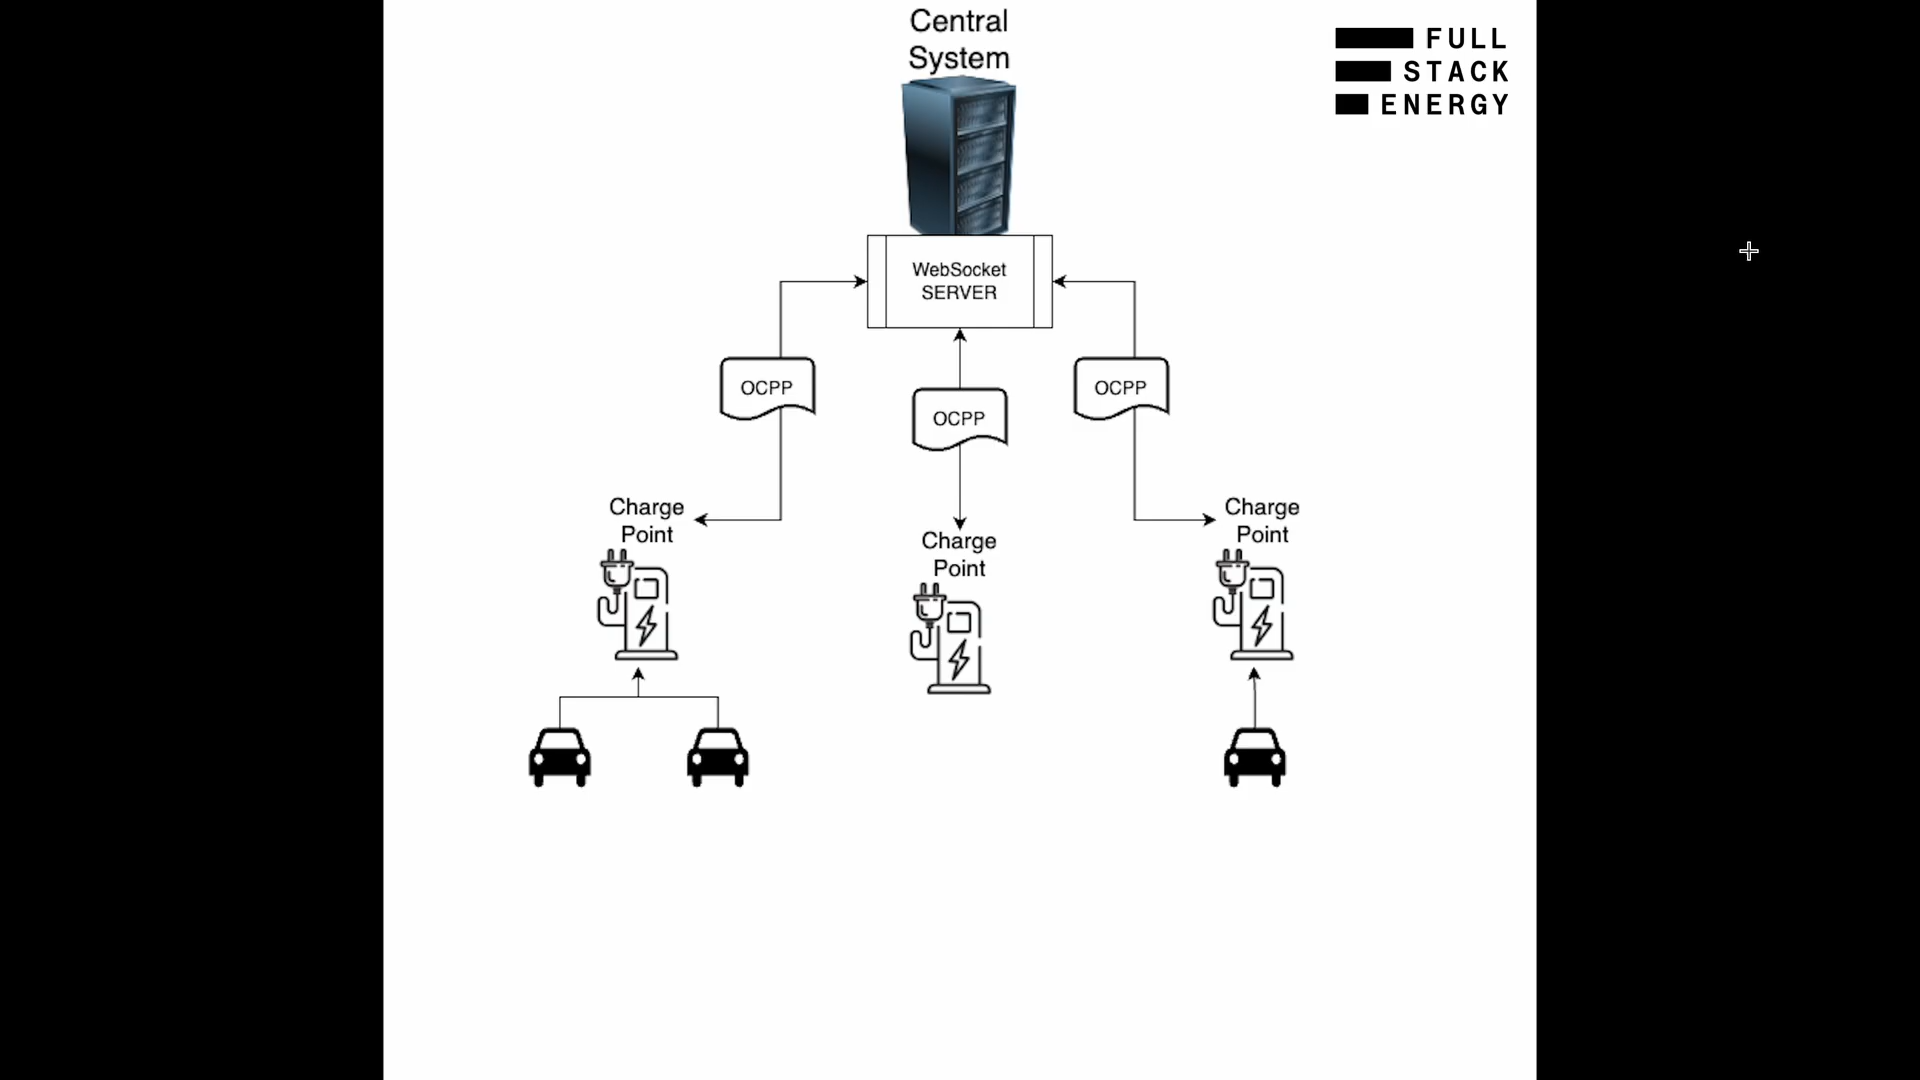 Central
System
FULL
STACK
ENERGY
WebSocket
SERVER
OCPP
OCPP
OCPP
Charge
Point
Charge
Point
Charge
Point